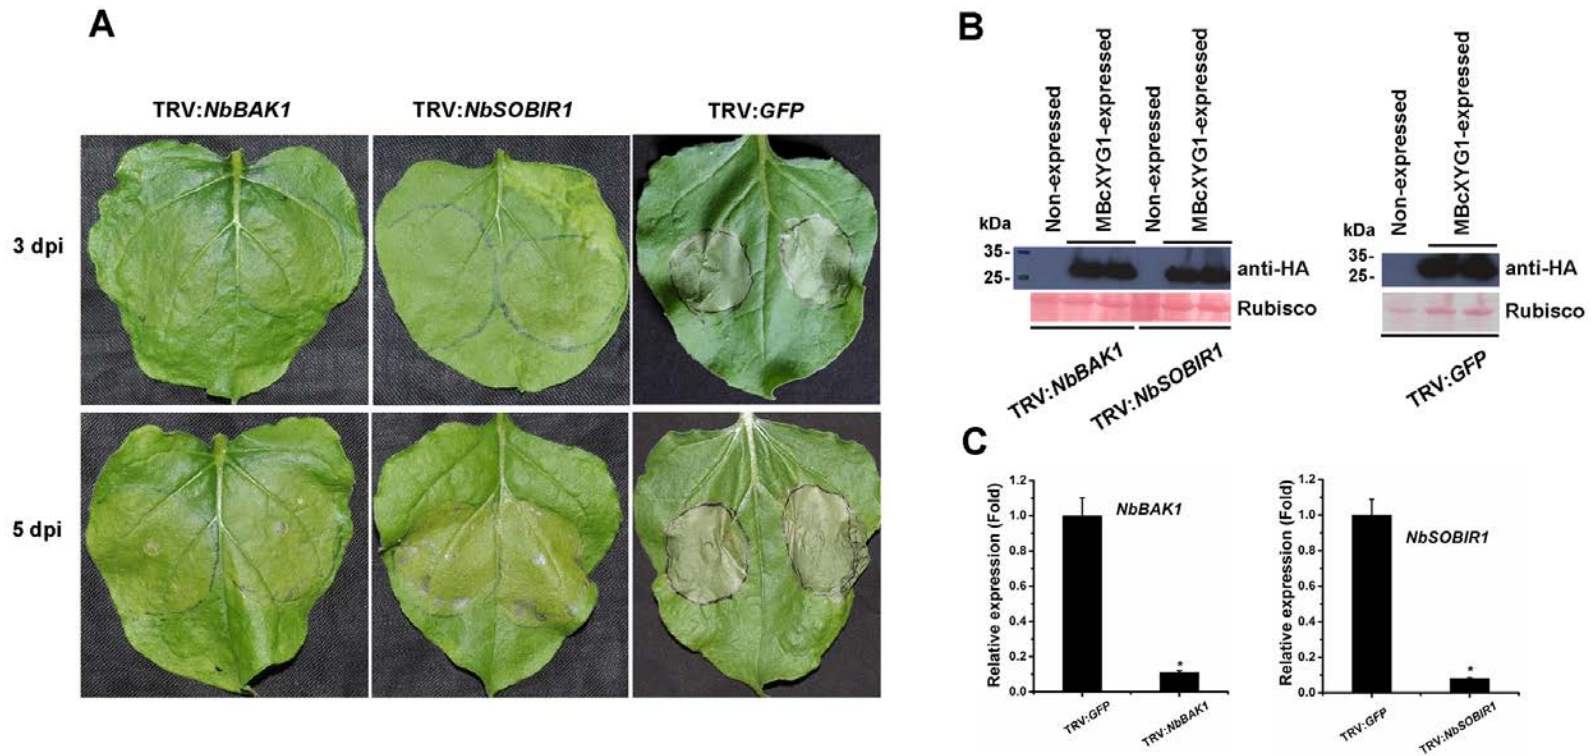 A
TRV:NbBAK1
TRV:NbSOBIR1
TRV:GFP
3 dpi
5 dpi
B
Non-expressed
MBcXYG1-expressed
Non-expressed
MBcXYG1-expressed
kDa
35-
25-
anti-HA
Rubisco
TRV:NbBAK1
TRV:NbSOBIR1
Non-expressed
MBcXYG1-expressed
kDa
35-
25-
anti-HA
Rubisco
TRV:GFP
C
Relative expression (Fold)
1.2
1.0
0.8
0.6
0.4
0.2
0.0
NbBAK1
*
TRV:GFP
TRV:NbBAK1
Relative expression (Fold)
1.2
1.0
0.8
0.6
0.4
0.2
0.0
NbSOBIR1
*
TRV:GFP
TRV:NbSOBIR1